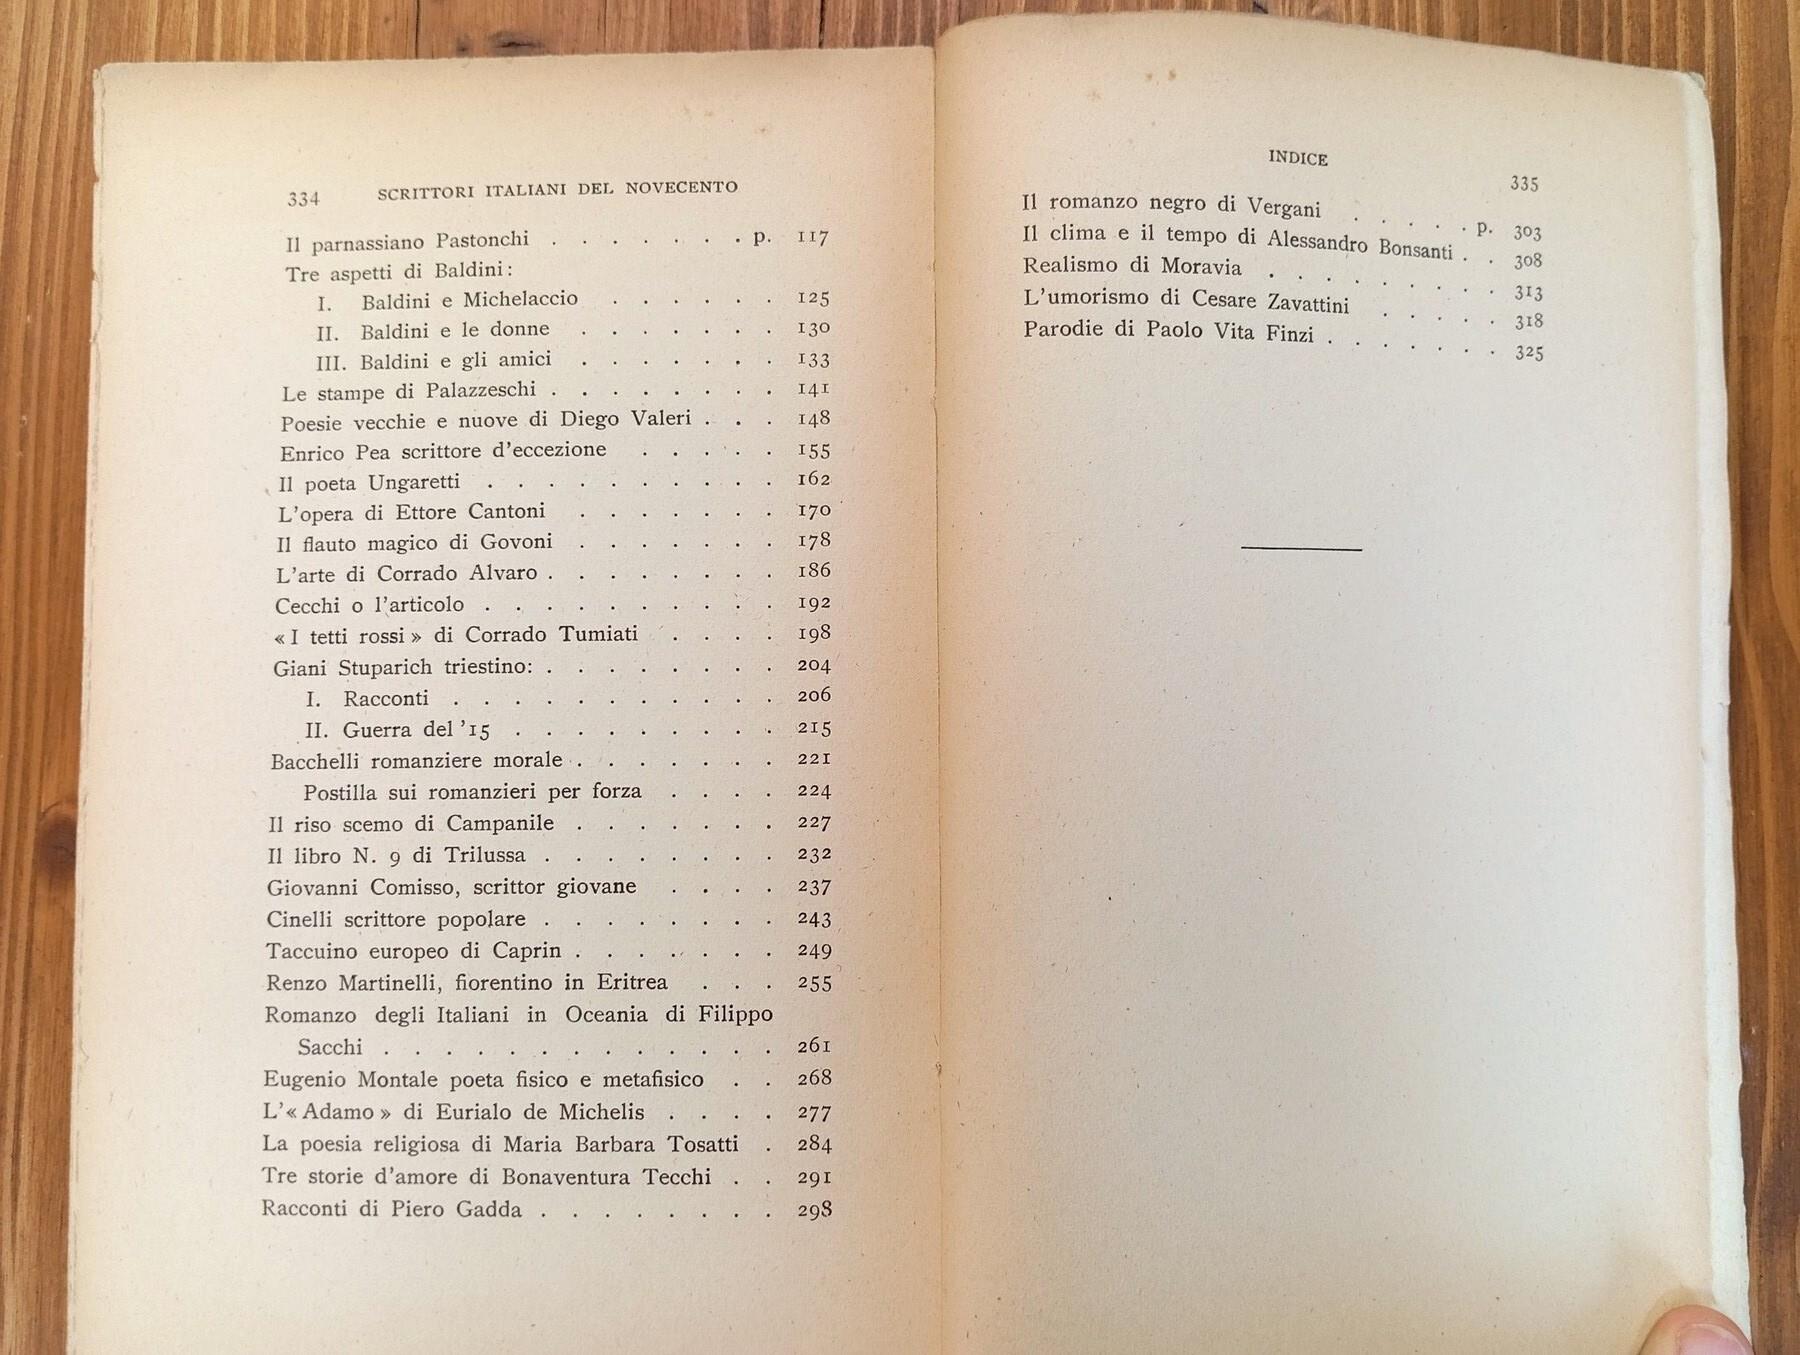 334 SCRITTORI ITALIANI DEL NOVECENTO
Il parnassiano Pastonchi . . . . . . . p. 117
Tre aspetti di Baldini:
I. Baldini e Michelaccio . . . . . . 125
II. Baldini e le donne . . . . . . . 130
III. Baldini e gli amici . . . . . . . 133
Le stampe di Palazzeschi . . . . . . . . 141
Poesie vecchie e nuove di Diego Valeri . . . 148
Enrico Pea scrittore d'eccezione . . . . . 155
Il poeta Ungaretti . . . . . . . . . . 162
L'opera di Ettore Cantoni . . . . . . . 170
Il flauto magico di Govoni . . . . . . . 178
L'arte di Corrado Alvaro . . . . . . . . 186
Cecchi o l'articolo . . . . . . . . . . 192
« I tetti rossi » di Corrado Tumiati . . . . 198
Giani Stuparich triestino: . . . . . . . . 204
I. Racconti . . . . . . . . . . . 206
II. Guerra del '15 . . . . . . . . . 215
Bacchelli romanziere morale . . . . . . . 221
Postilla sui romanzieri per forza . . . . 224
Il riso scemo di Campanile . . . . . . . 227
Il libro N. 9 di Trilussa . . . . . . . . 232
Giovanni Comisso, scrittor giovane . . . . 237
Cinelli scrittore popolare . . . . . . . . 243
Taccuino europeo di Caprin . . . . . . . 249
Renzo Martinelli, fiorentino in Eritrea . . . 255
Romanzo degli Italiani in Oceania di Filippo
Sacchi . . . . . . . . . . . . . 261
Eugenio Montale poeta fisico e metafisico . . 268
L'« Adamo » di Eurialo de Michelis . . . . 277
La poesia religiosa di Maria Barbara Tosatti . 284
Tre storie d'amore di Bonaventura Tecchi . . 291
Racconti di Piero Gadda . . . . . . . . 298
INDICE 335
Il romanzo negro di Vergani . . . . . p. 303
Il clima e il tempo di Alessandro Bonsanti . . 308
Realismo di Moravia . . . . . . . . 313
L'umorismo di Cesare Zavattini . . . . . 318
Parodie di Paolo Vita Finzi . . . . . . . 325